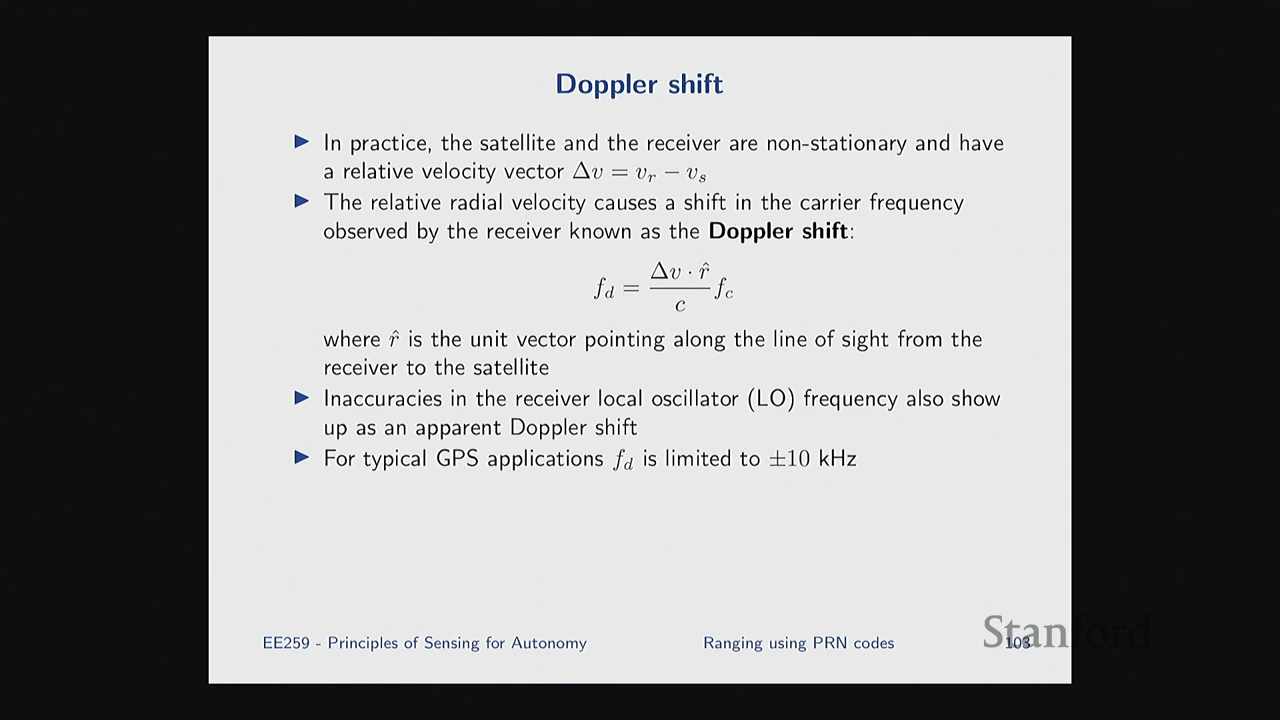 Doppler shift
▶ In practice, the satellite and the receiver are non-stationary and have
a relative velocity vector Δv = v_r − v_s
▶ The relative radial velocity causes a shift in the carrier frequency
observed by the receiver known as the Doppler shift:
f_d = \frac{Δv · r̂}{c} f_c
where r̂ is the unit vector pointing along the line of sight from the
receiver to the satellite
▶ Inaccuracies in the receiver local oscillator (LO) frequency also show
up as an apparent Doppler shift
▶ For typical GPS applications f_d is limited to ±10 kHz
EE259 - Principles of Sensing for Autonomy
Ranging using PRN codes
103
Stanford